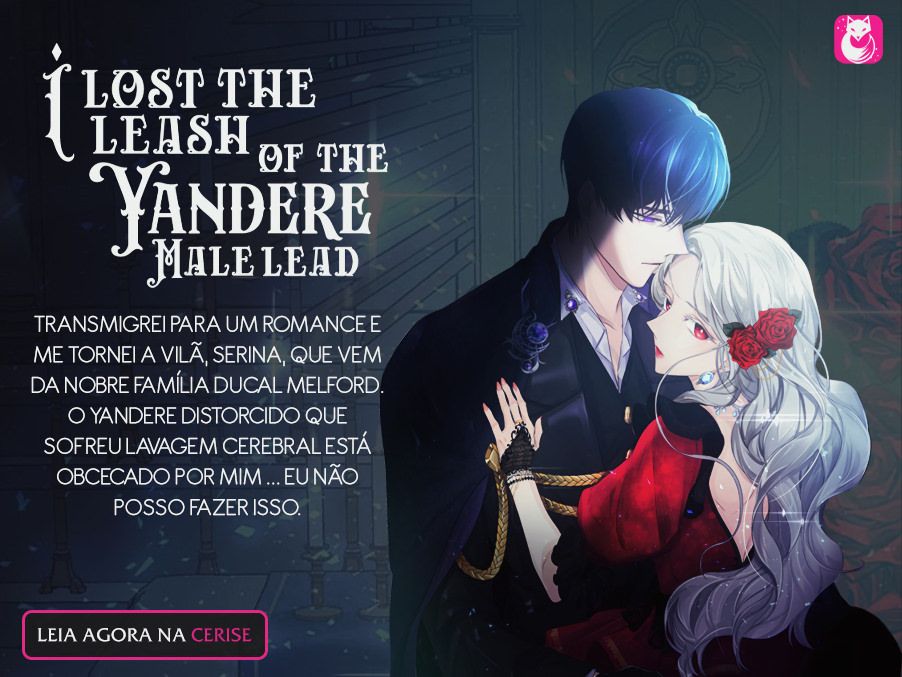 I LOST THE
LEASH
OF THE
YANDERE
MALE LEAD
TRANSMIGREI PARA UM ROMANCE E
ME TORNEI A VILÃ, SERINA, QUE VEM
DA NOBRE FAMÍLIA DUCAL MELFORD.
O YANDERE DISTORCIDO QUE
SOFREU LAVAGEM CEREBRAL ESTÁ
OBCECADO POR MIM ... EU NÃO
POSSO FAZER ISSO.
LEIA AGORA NA CERISE